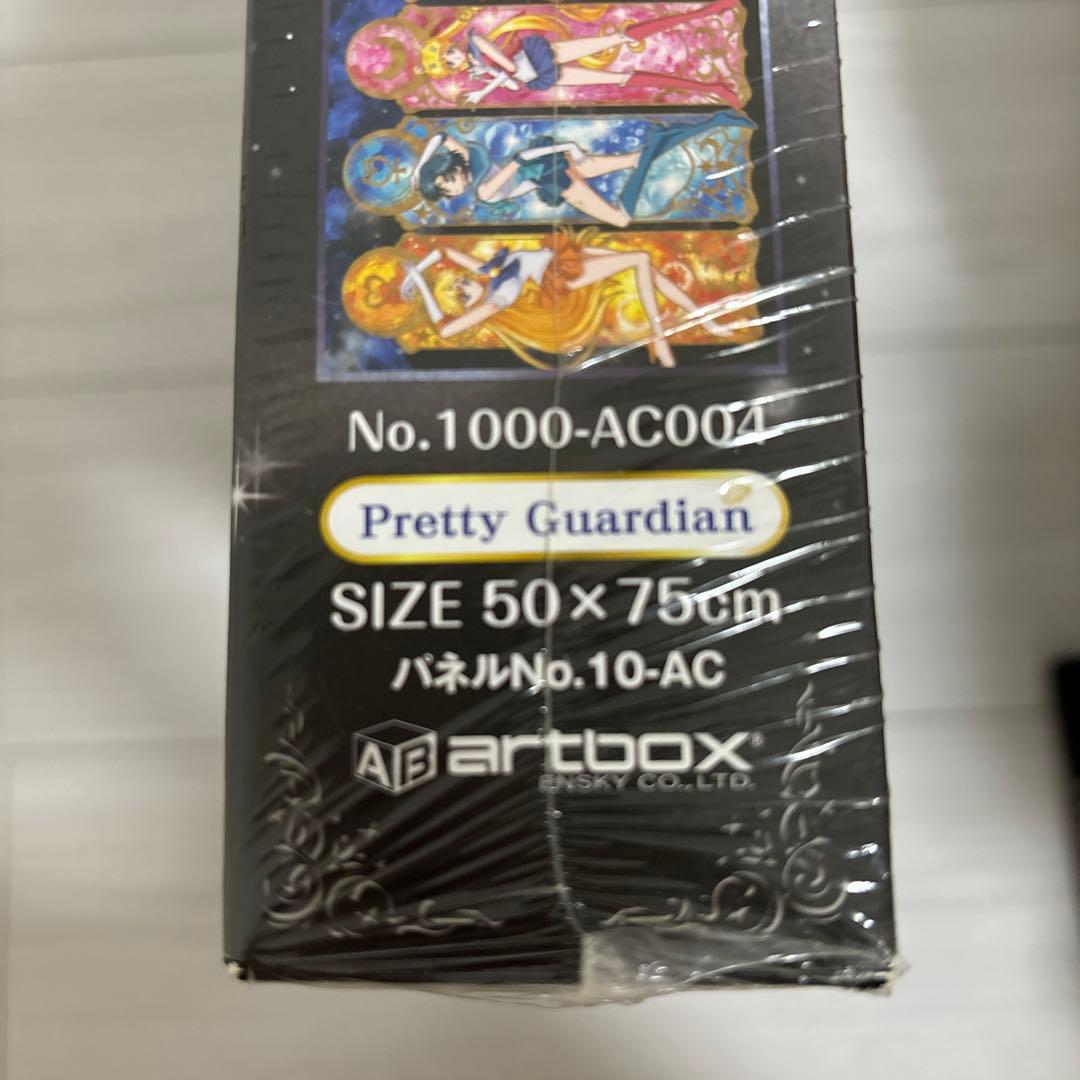 No.1000-AC004
Pretty Guardian
SIZE 50×75cm
パネルNo.10-AC
AB artbox®
ENSKY CO.,LTD.